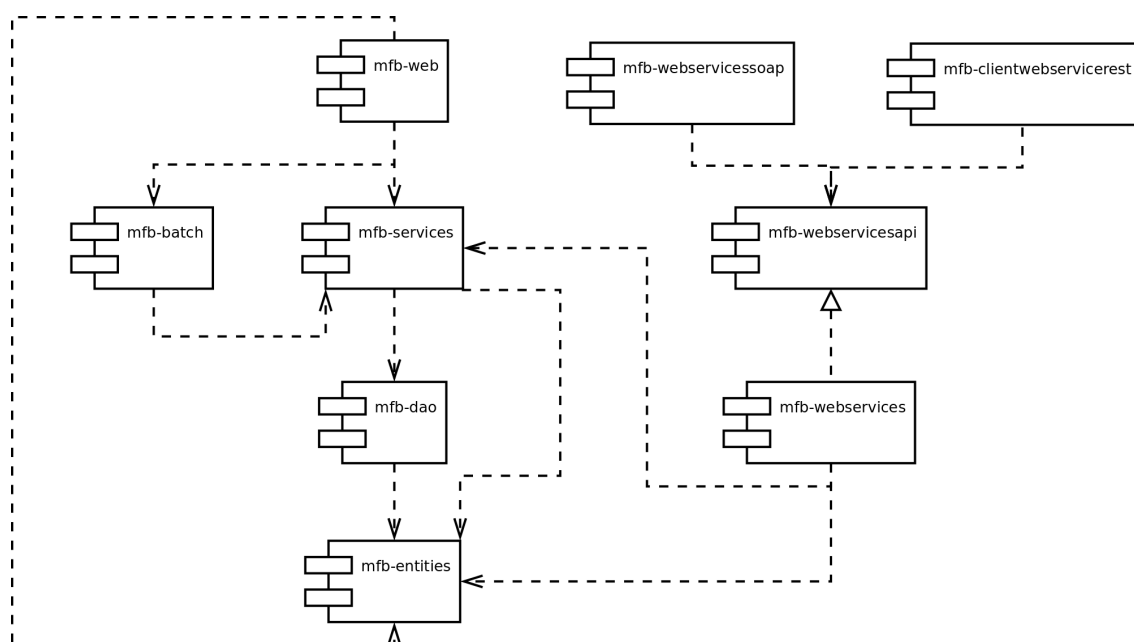 mfb-web
mfb-webservicessoap
mfb-clientwebservicerest
mfb-batch
mfb-services
mfb-webservicesapi
mfb-dao
mfb-webservices
mfb-entities